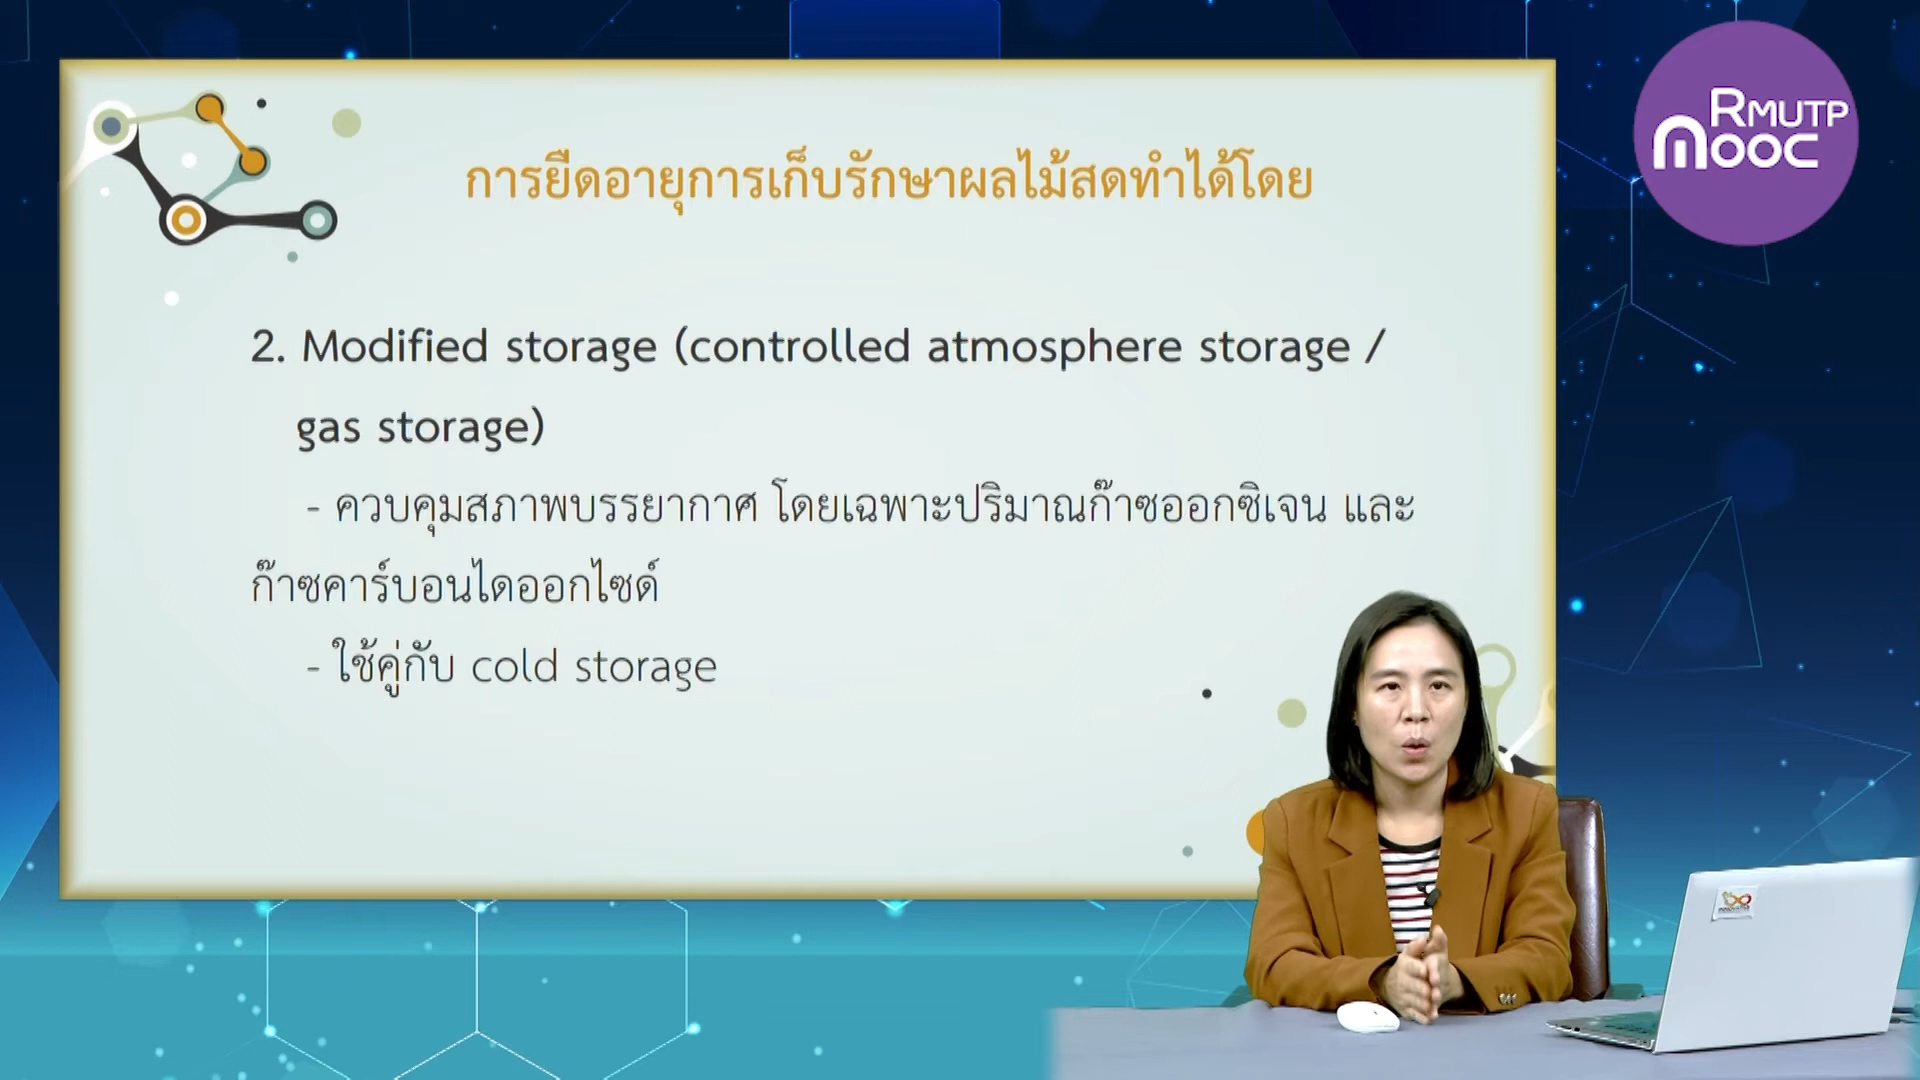 RMUTP
MOOC
การยืดอายุการเก็บรักษาผลไม้สดทำได้โดย
2. Modified storage (controlled atmosphere storage /
gas storage)
- ควบคุมสภาพบรรยากาศ โดยเฉพาะปริมาณก๊าซออกซิเจน และ
ก๊าซคาร์บอนไดออกไซด์
- ใช้คู่กับ cold storage